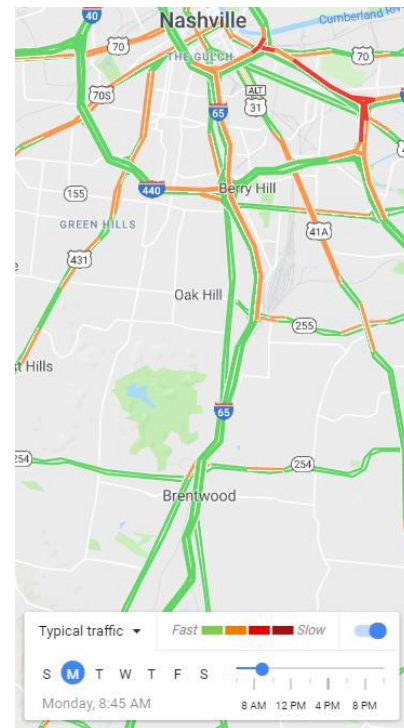 40
Nashville
Cumberland River
70
THE GULCH
70
70S
ALT
31
65
155
440
Berry Hill
GREEN HILLS
41A
431
Oak Hill
255
Hills
65
254
254
Brentwood
Typical traffic
Fast
Slow
S M T W T F S
8 AM 12 PM 4 PM 8 PM
Monday, 8:45 AM